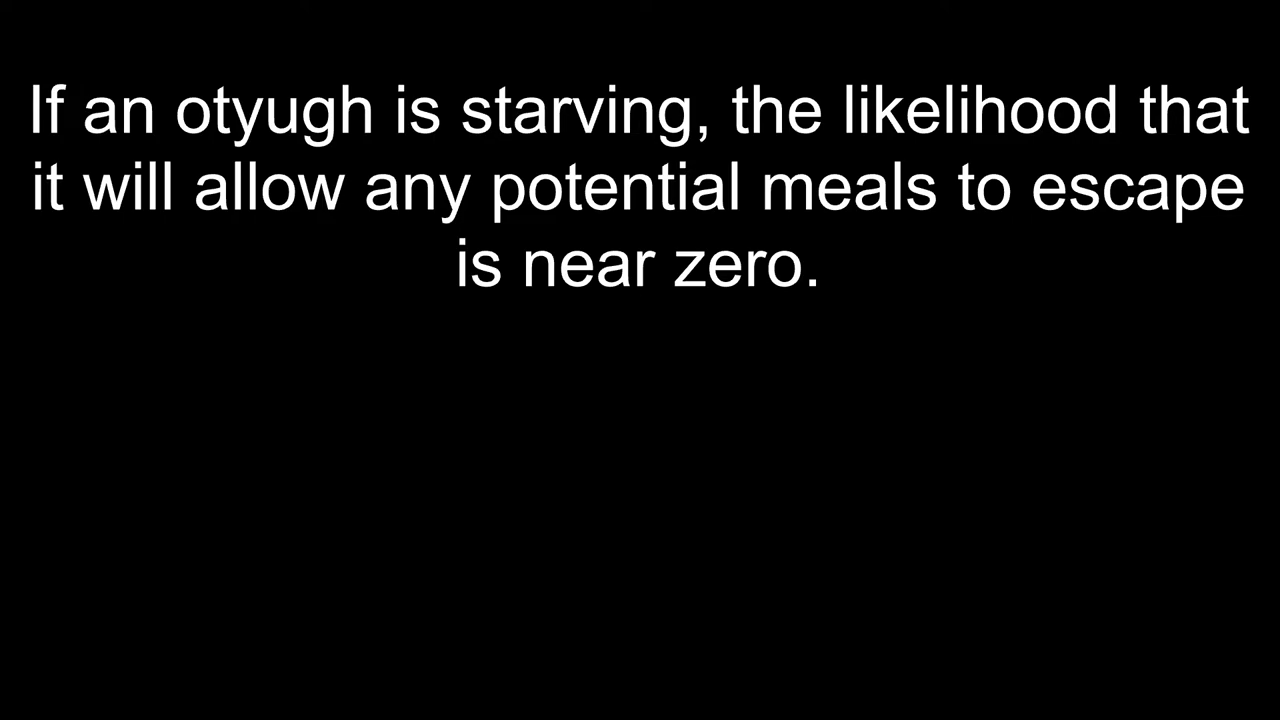 If an otyugh is starving, the likelihood that
it will allow any potential meals to escape
is near zero.